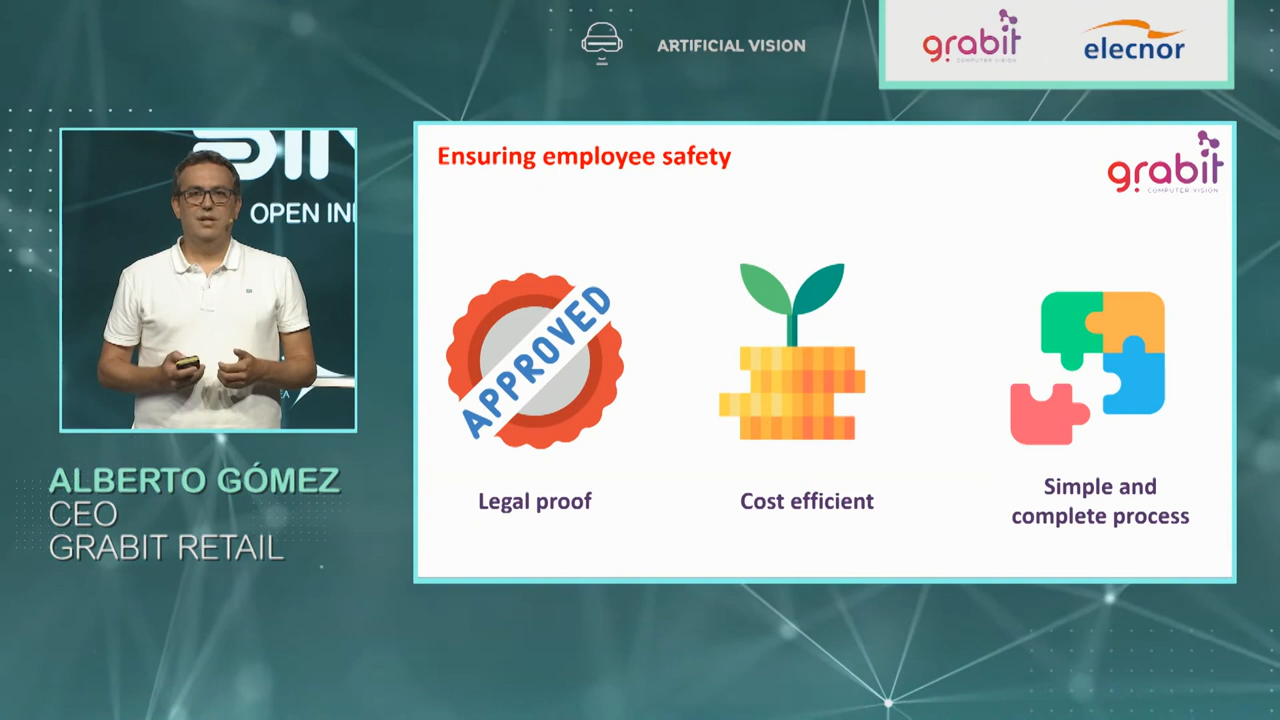 ARTIFICIAL VISION
grabit
COMPUTER VISION
elecnor
OPEN
Ensuring employee safety
grabit
COMPUTER VISION
APPROVED
Legal proof
Cost efficient
Simple and
complete process
ALBERTO GÓMEZ
CEO
GRABIT RETAIL